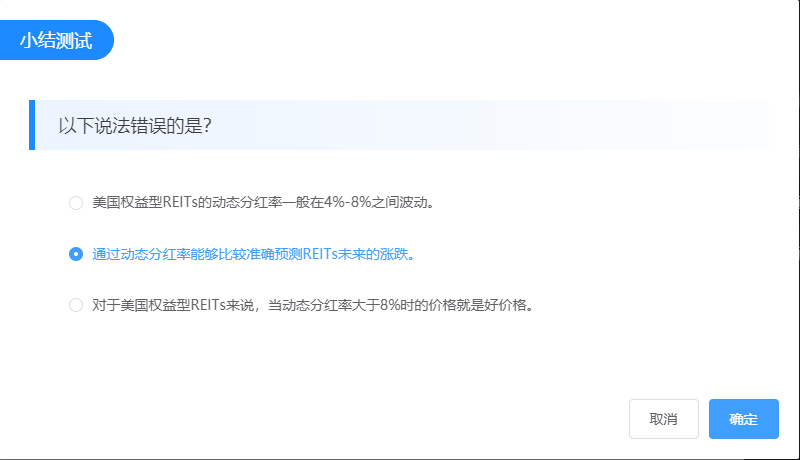 小结测试
以下说法错误的是?
美国权益型REITs的动态分红率一般在4%-8%之间波动。
通过动态分红率能够比较准确预测REITs未来的涨跌。
对于美国权益型REITs来说，当动态分红率大于8%时的价格就是好价格。
取消
确定